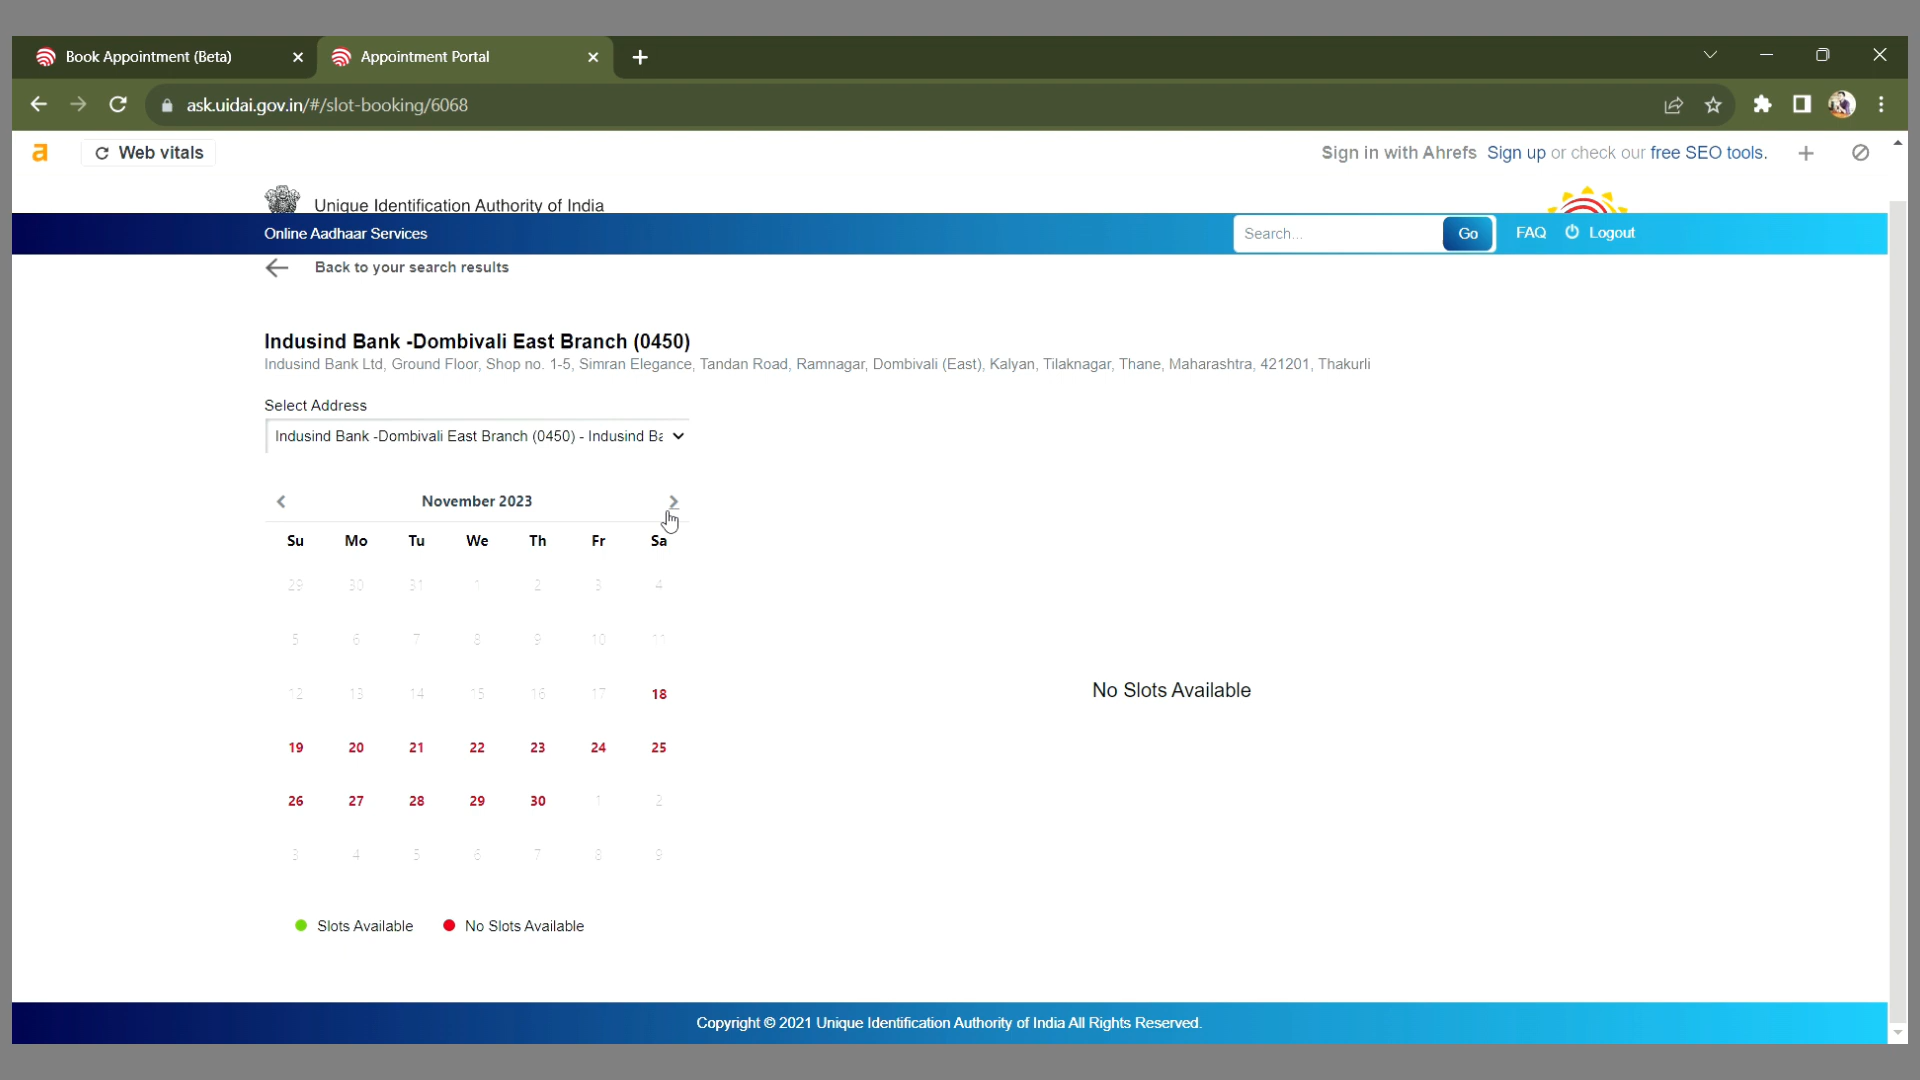 Book Appointment (Beta)
Appointment Portal
ask.uidai.gov.in/#/slot-booking/6068
a
Web vitals
Sign in with Ahrefs Sign up or check our free SEO tools.
Unique Identification Authority of India
Online Aadhaar Services
Search...
Go
FAQ
Logout
Back to your search results
Indusind Bank -Dombivali East Branch (0450)
Indusind Bank Ltd, Ground Floor, Shop no. 1-5, Simran Elegance, Tandan Road, Ramnagar, Dombivali (East), Kalyan, Tilaknagar, Thane, Maharashtra, 421201, Thakurli
Select Address
Indusind Bank -Dombivali East Branch (0450) - Indusind Ba
November 2023
Su Mo Tu We Th Fr Sa
29 30 31 1 2 3 4
5 6 7 8 9 10 11
12 13 14 15 16 17 18
19 20 21 22 23 24 25
26 27 28 29 30 1 2
3 4 5 6 7 8 9
No Slots Available
Slots Available
No Slots Available
Copyright © 2021 Unique Identification Authority of India All Rights Reserved.